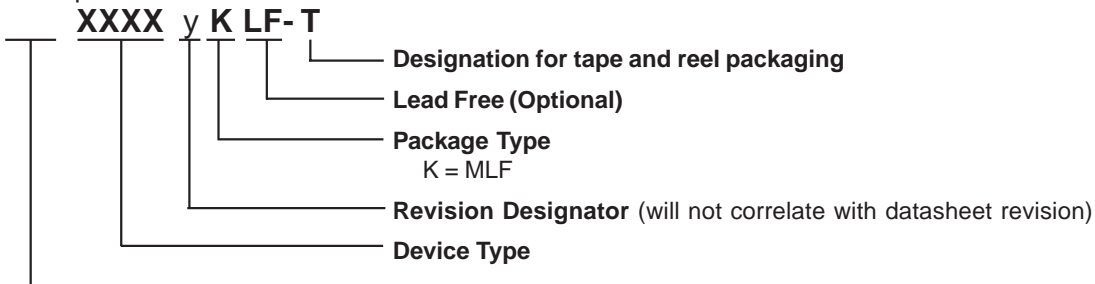 XXXX y K LF- T
Designation for tape and reel packaging
Lead Free (Optional)
Package Type
K = MLF
Revision Designator (will not correlate with datasheet revision)
Device Type